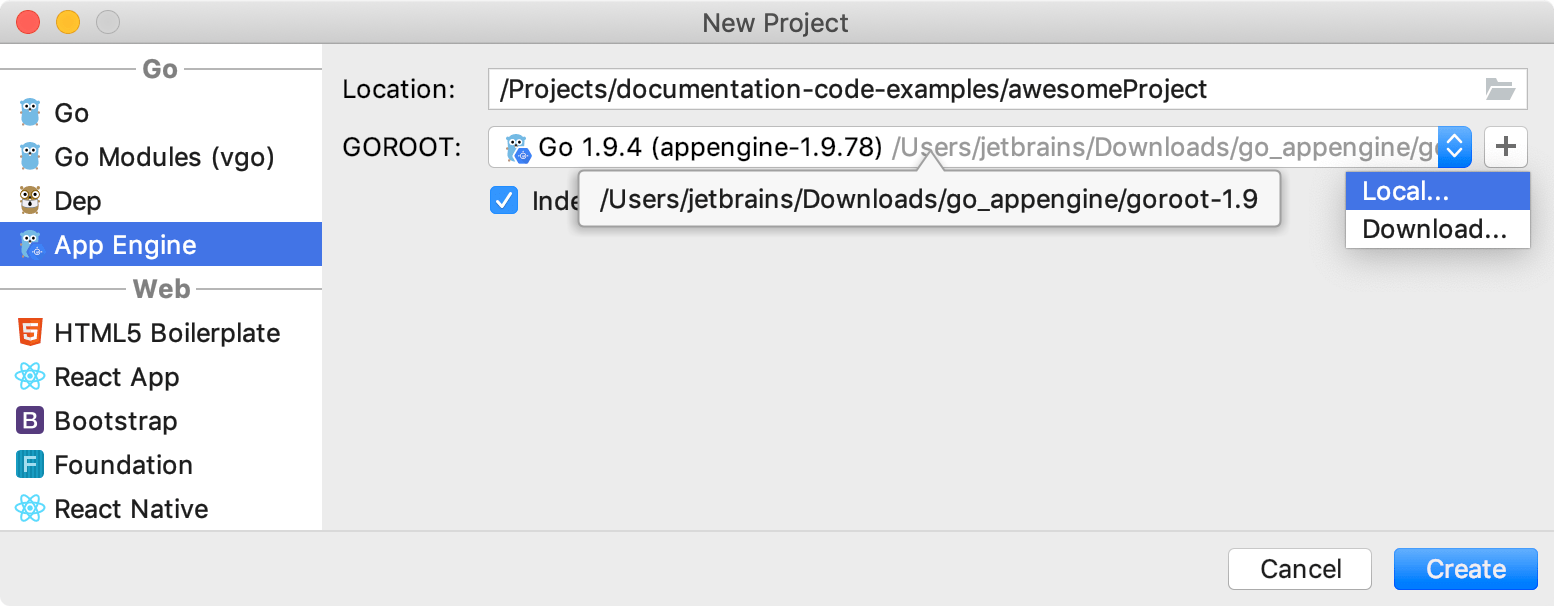 New Project
Go
Go
Go Modules (vgo)
Dep
App Engine
Web
HTML5 Boilerplate
React App
B Bootstrap
F Foundation
React Native
Location: /Projects/documentation-code-examples/awesomeProject
GOROOT: Go 1.9.4 (appengine-1.9.78) /Users/jetbrains/Downloads/go_appengine/g
/Users/jetbrains/Downloads/go_appengine/goroot-1.9
Local...
Download...
Cancel
Create